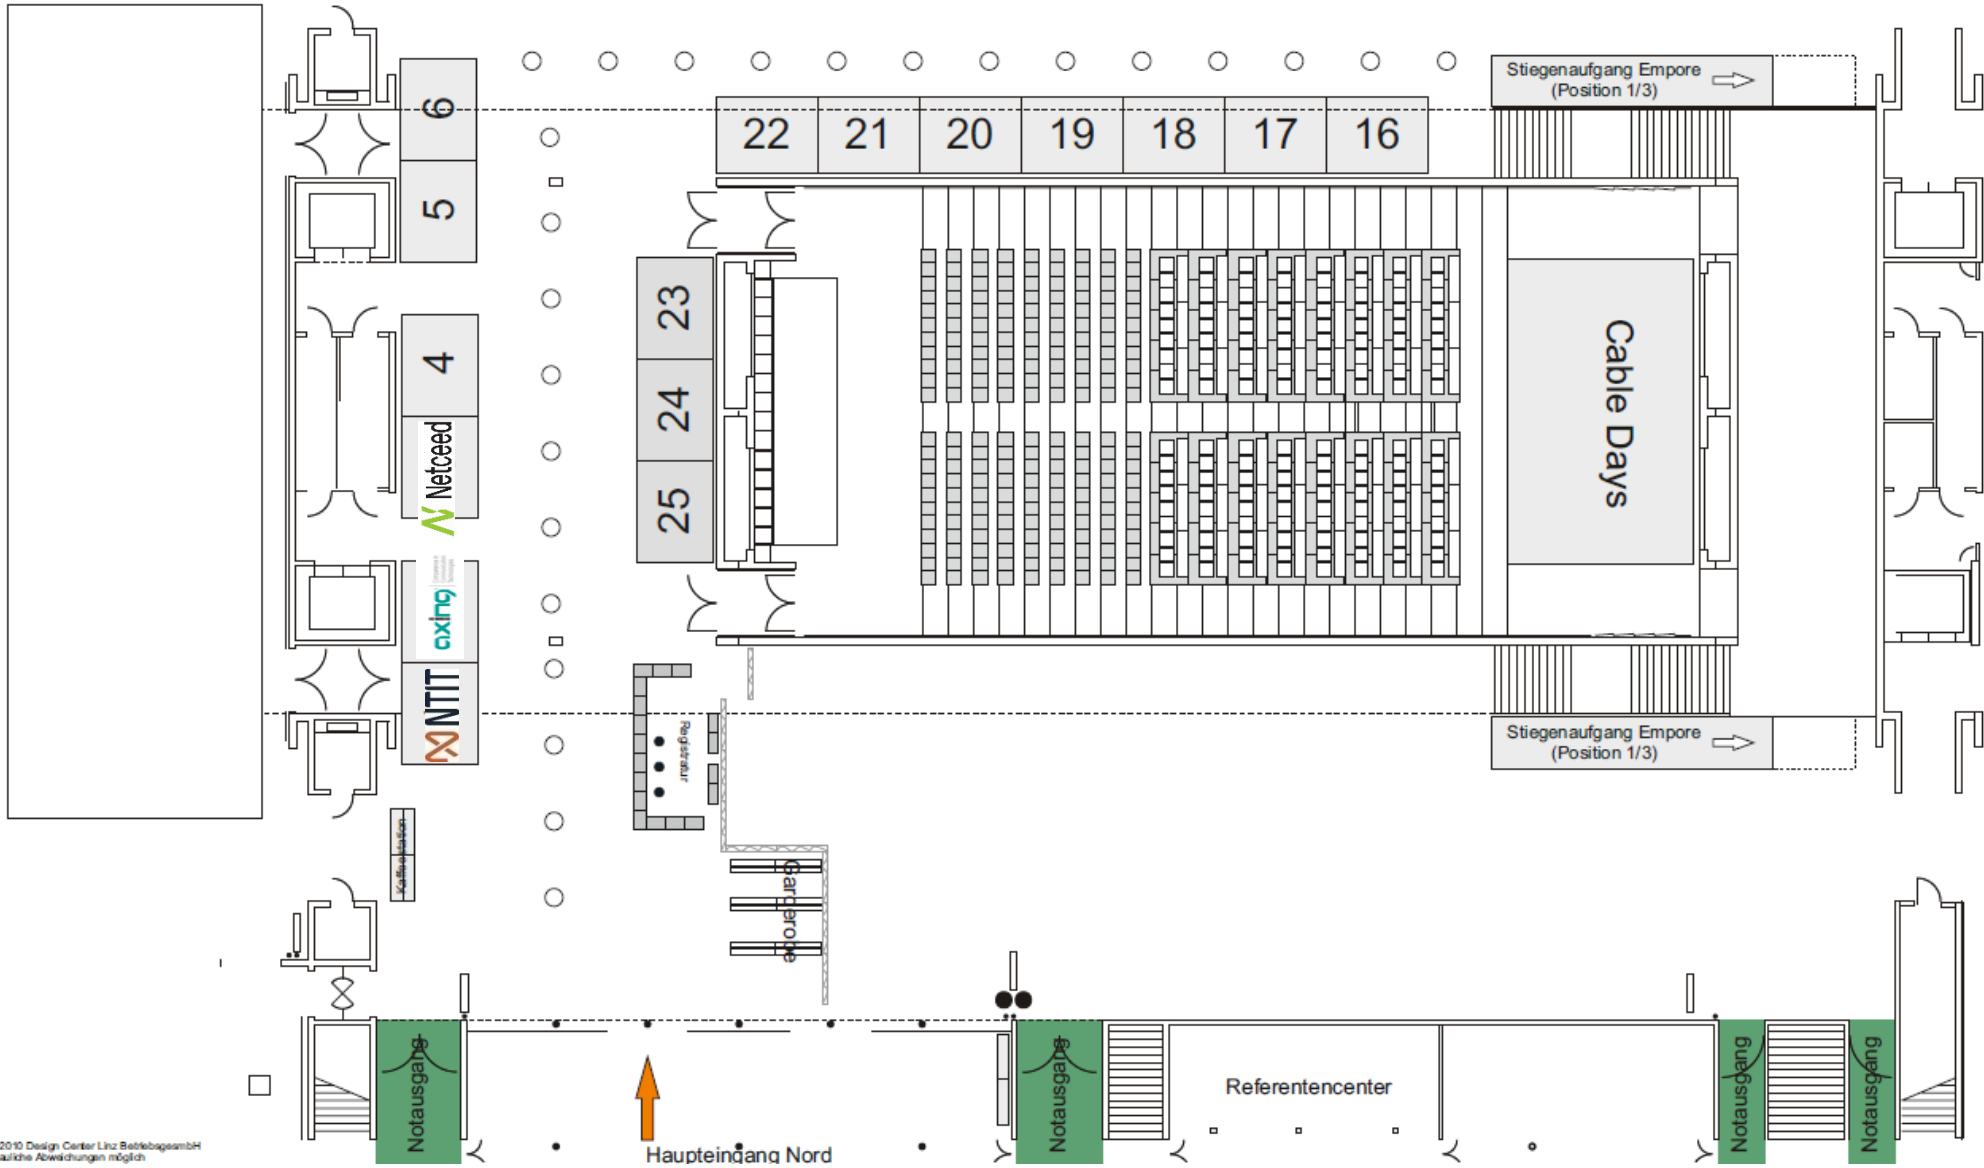 Stiegenaufgang Empore
(Position 1/3)
6
22
21
20
19
18
17
16
5
23
4
24
Cable Days
Netceed
25
axing
NTIT
Registratur
Stiegenaufgang Empore
(Position 1/3)
Kaffeestation
Garderobe
Notausgang
Notausgang
Referentencenter
Notausgang
Notausgang
Haupteingang Nord
2010 Design Center Linz BetriebsgesmbH
auliche Abweichungen möglich